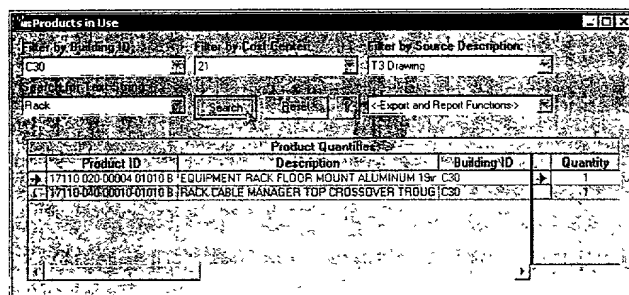 Products in Use
Filter by Building ID: Filter by Cost Center: Filter by Source Description:
C30 21 T3 Drawing
Search for Text String:
Rack Search Reset <-Export and Report Functions->
Product Quantities
Product ID Description Building ID Quantity
17110-020-00004-01010 B EQUIPMENT RACK FLOOR MOUNT ALUMINUM 19 C30 1
17110-040-00010-01010 RACK CABLE MANAGER TOP CROSSOVER TROUG C30 1